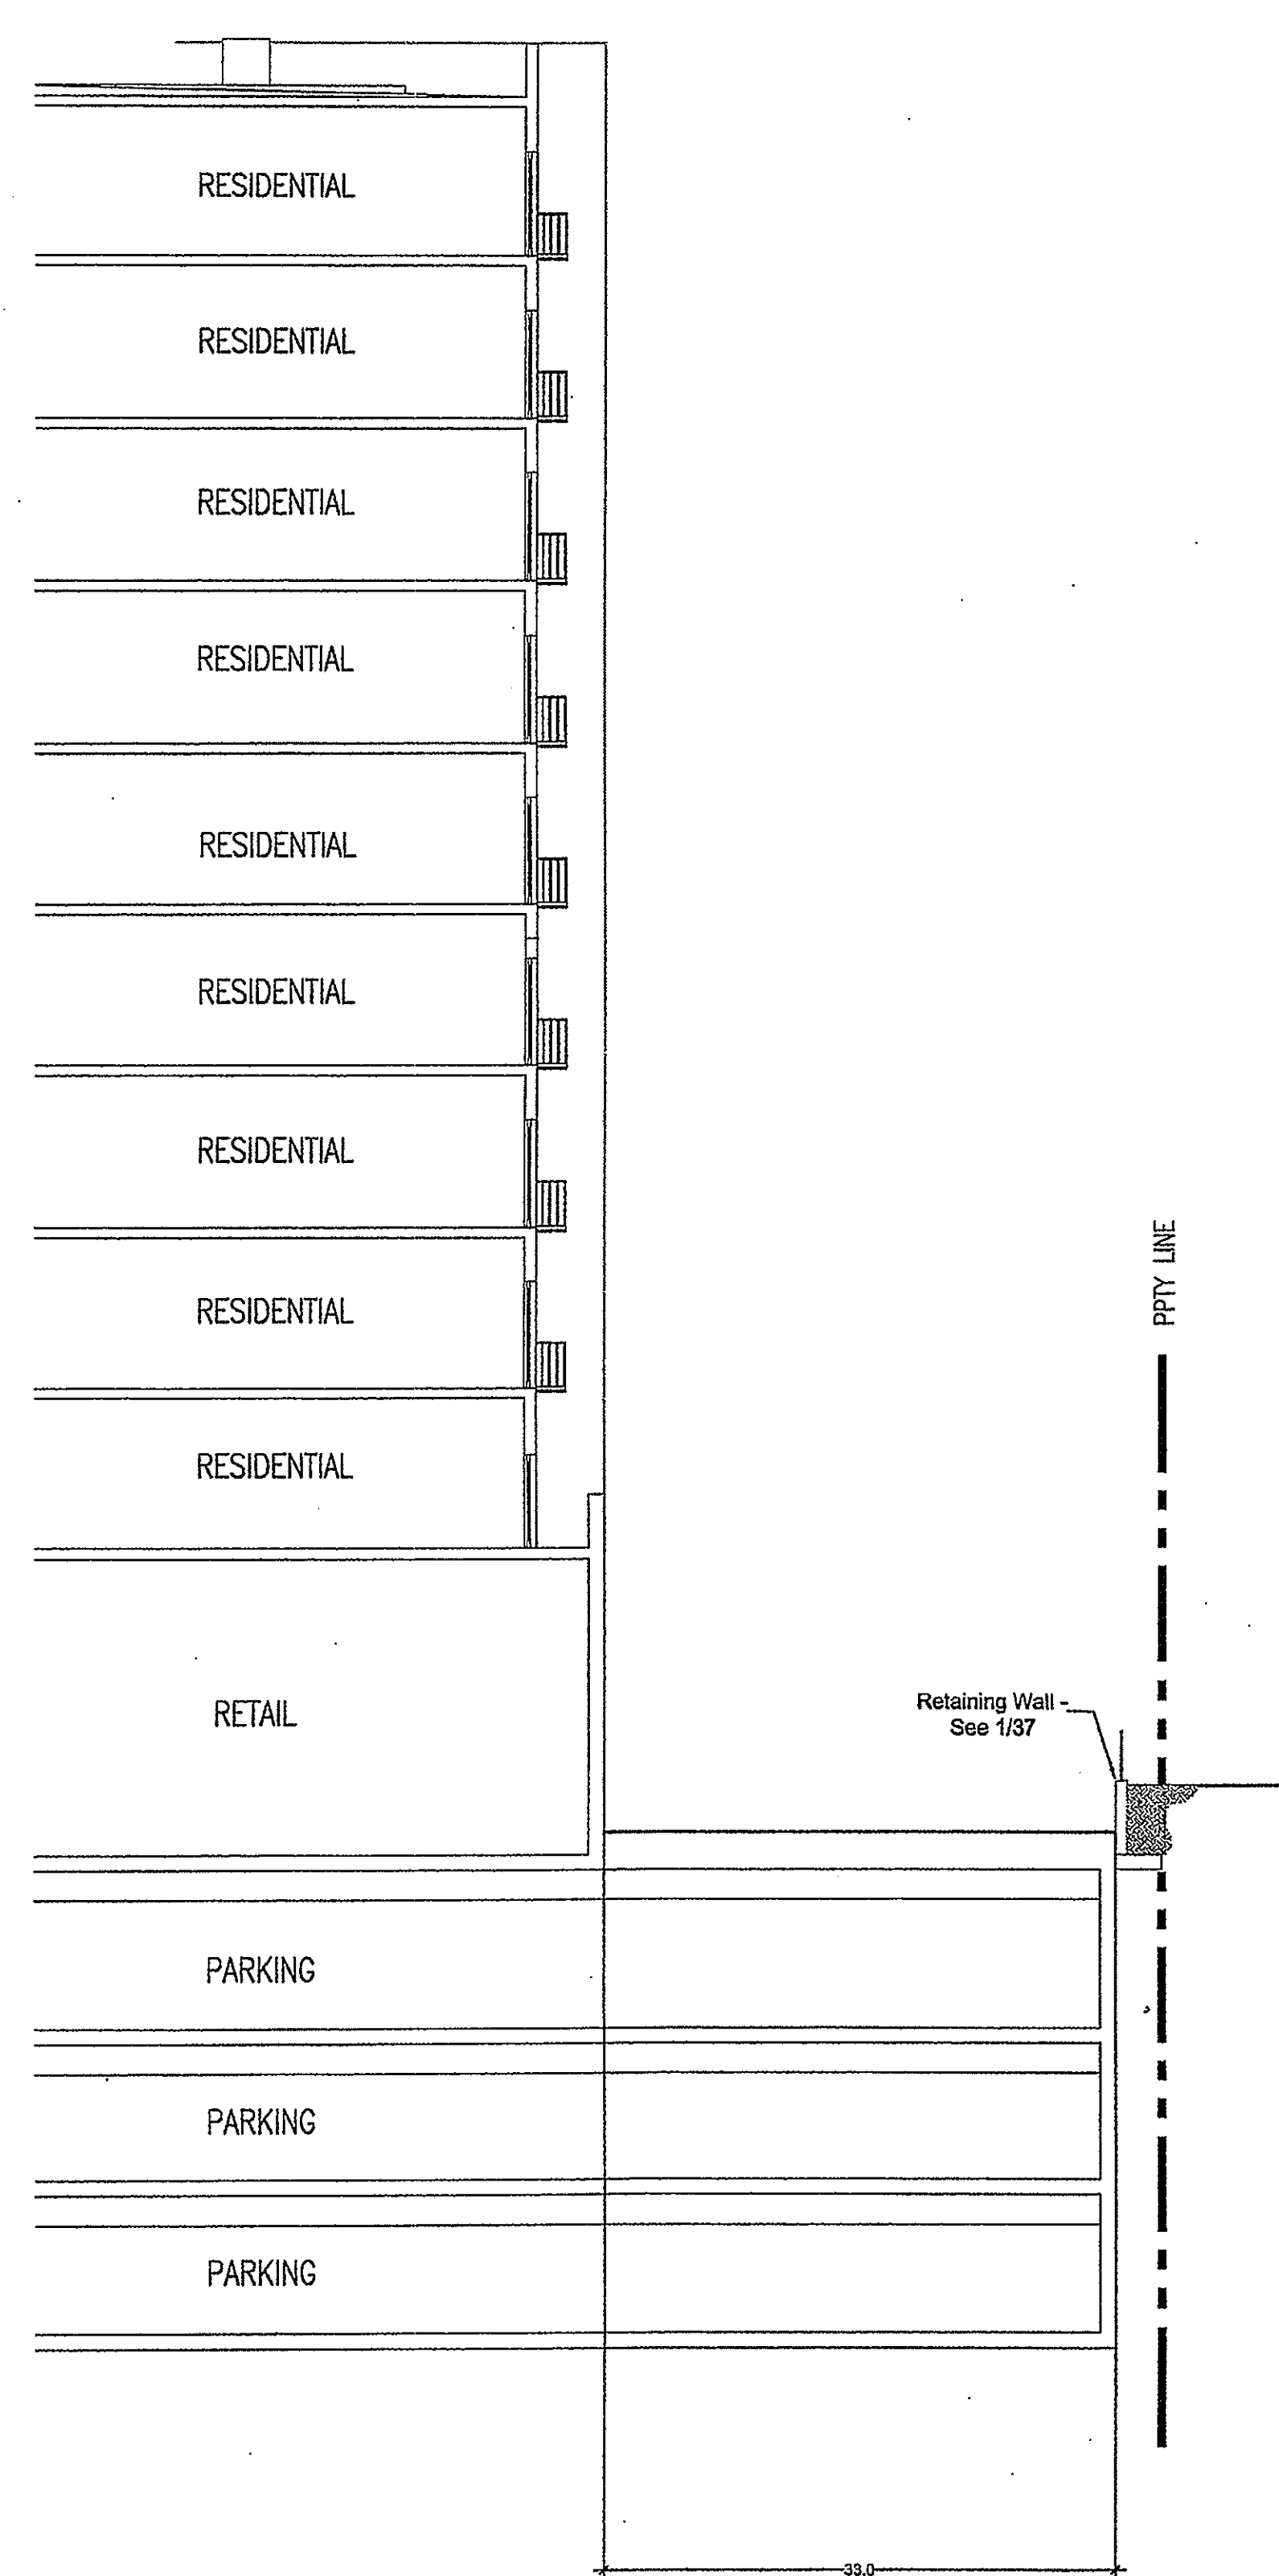 RESIDENTIAL
RESIDENTIAL
RESIDENTIAL
RESIDENTIAL
RESIDENTIAL
RESIDENTIAL
RESIDENTIAL
RESIDENTIAL
RESIDENTIAL
PPTY LINE
RETAIL
Retaining Wall -
See 1/37
PARKING
PARKING
PARKING
33.0